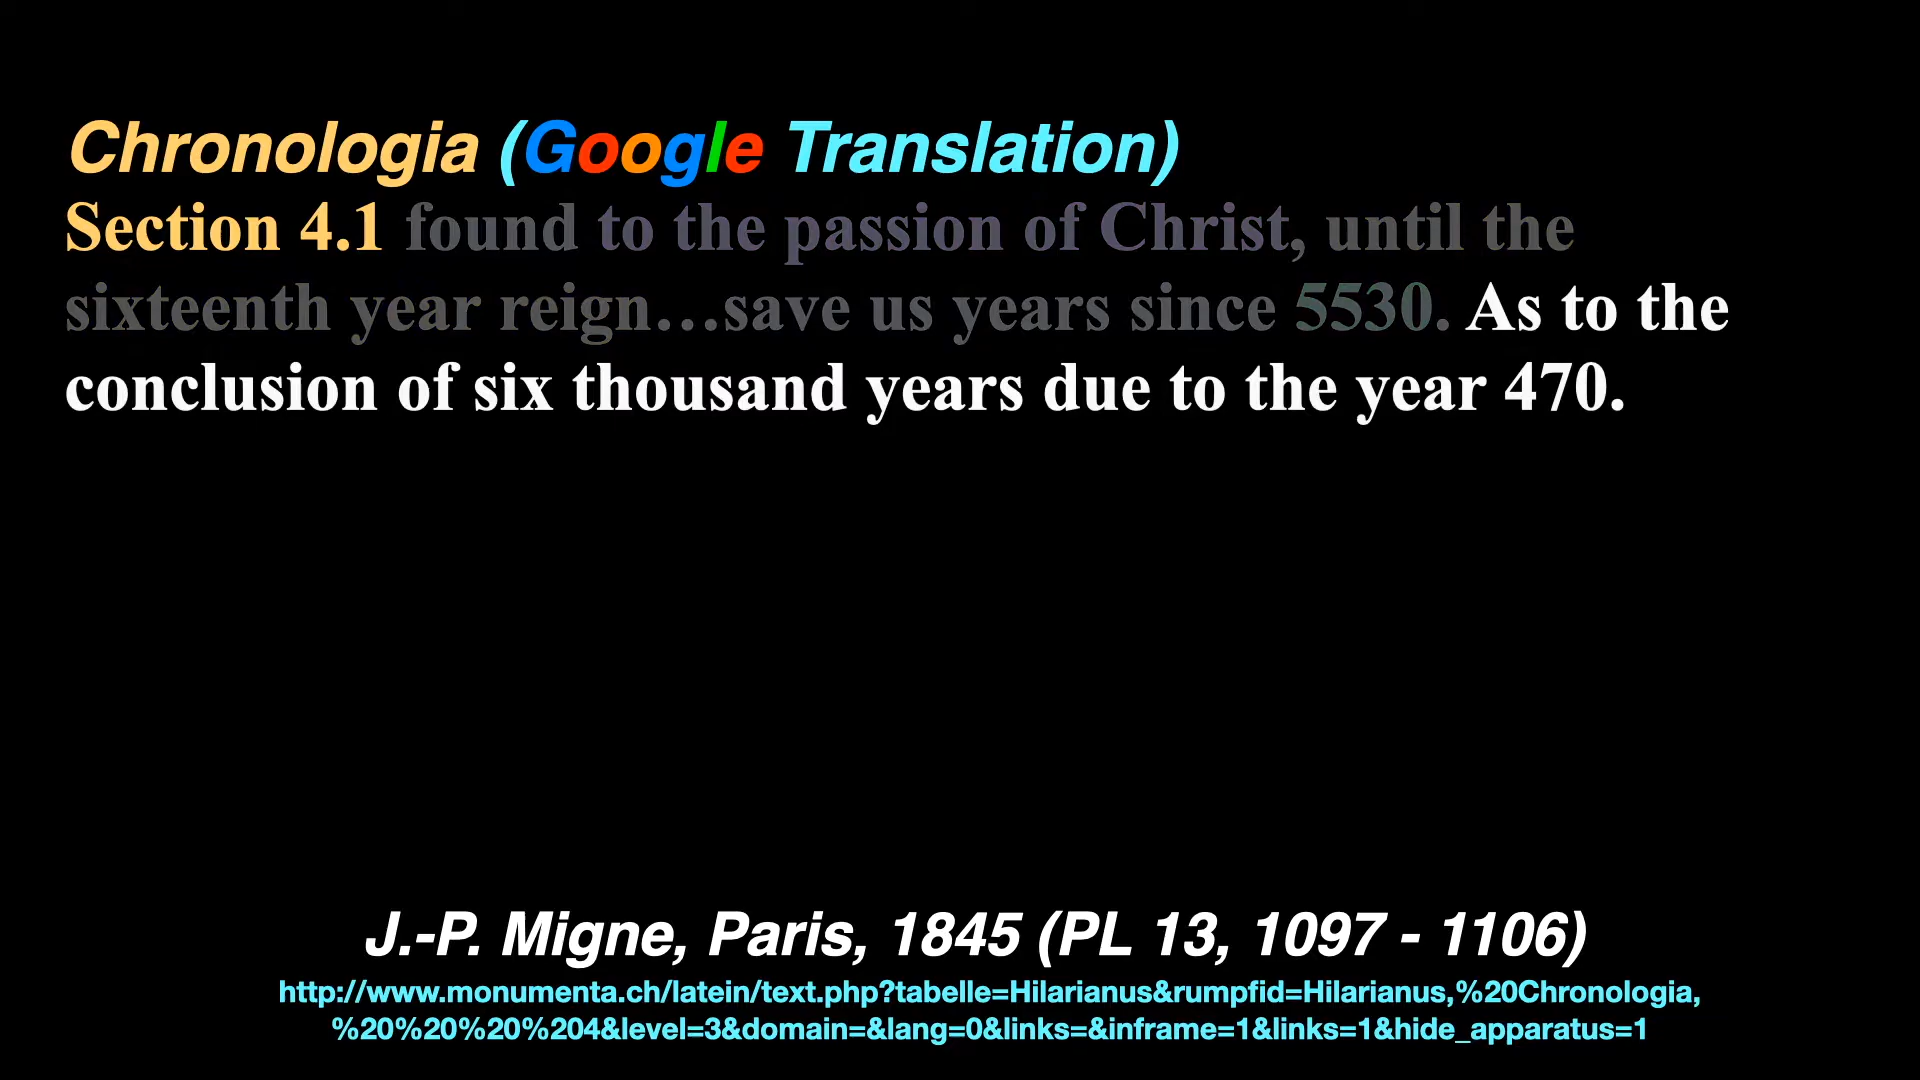 Chronologia (Google Translation)
Section 4.1 found to the passion of Christ, until the
sixteenth year reign…save us years since 5530. As to the
conclusion of six thousand years due to the year 470.
J.-P. Migne, Paris, 1845 (PL 13, 1097 - 1106)
http://www.monumenta.ch/latein/text.php?tabelle=Hilarianus&rumpfid=Hilarianus,%20Chronologia,
%20%20%20%204&level=3&domain=&lang=0&links=&inframe=1&links=1&hide_apparatus=1